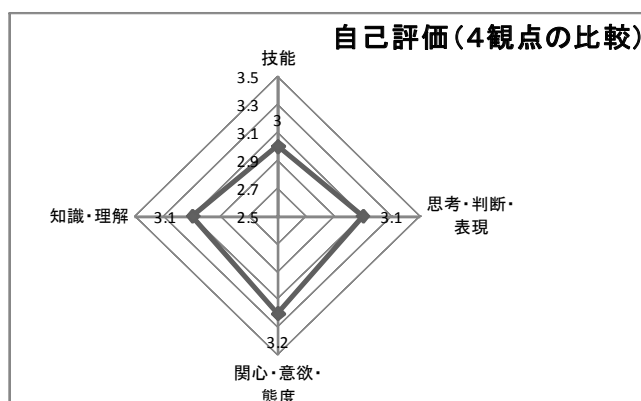 自己評価(4観点の比較)
技能
3.5
3.3
3
3.1
2.9
2.7
2.5
知識・理解
3.1
3.1
思考・判断・
表現
3.2
関心・意欲・
態度